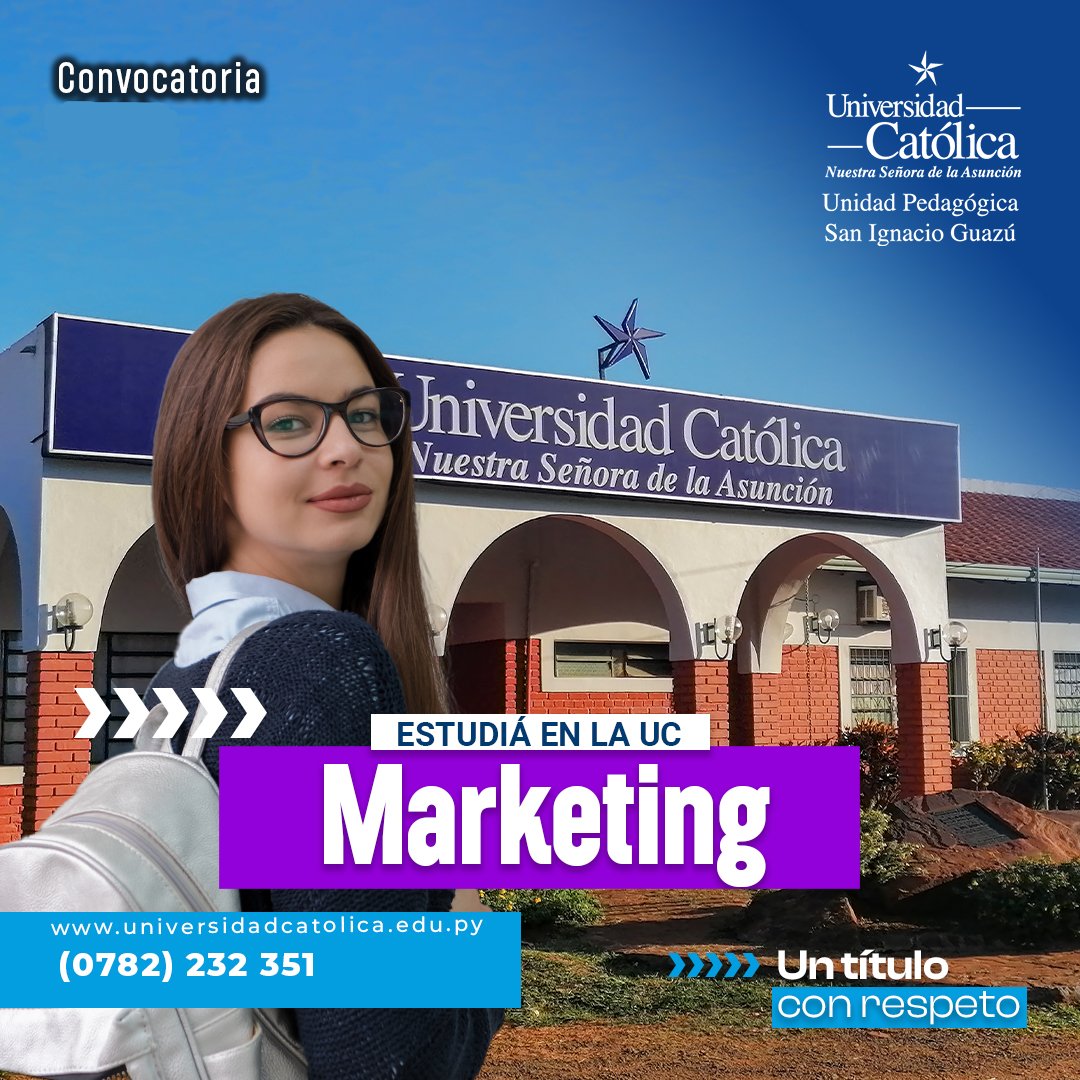 Convocatoria
Universidad
Católica
Nuestra Señora de la Asunción
Unidad Pedagógica
San Ignacio Guazú
Universidad Católica
Nuestra Señora de la Asunción
ESTUDIÁ EN LA UC
Marketing
www.universidadcatolica.edu.py
(0782) 232 351
Un título
con respeto